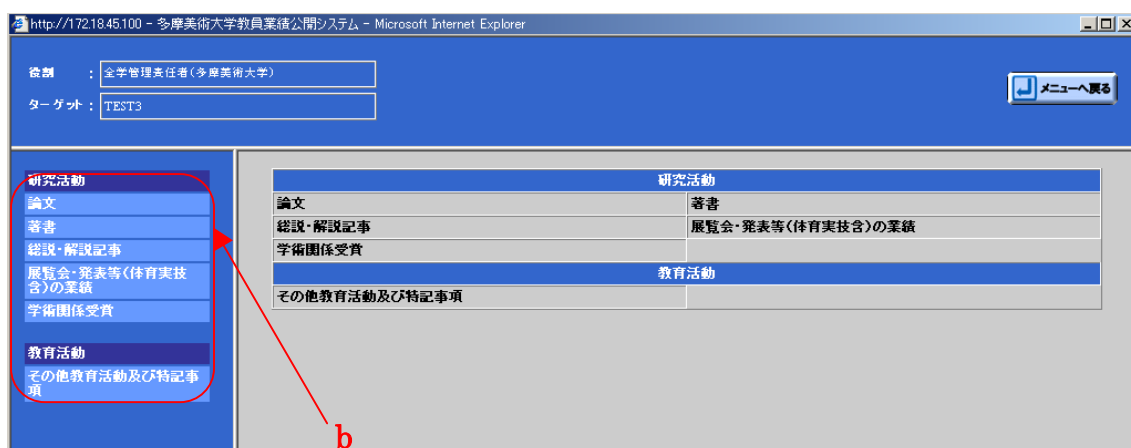 http://172.18.45.100 - 多摩美術大学教員業績公開システム - Microsoft Internet Explorer
役割 : 全学管理責任者(多摩美術大学)
ターゲット : TEST3
メニューへ戻る
研究活動
論文
著書
総説・解説記事
展覧会・発表等(体育実技
含)の業績
学術関係受賞
教育活動
その他教育活動及び特記事
項
研究活動
論文 著書
総説・解説記事 展覧会・発表等(体育実技含)の業績
学術関係受賞
教育活動
その他教育活動及び特記事項
b